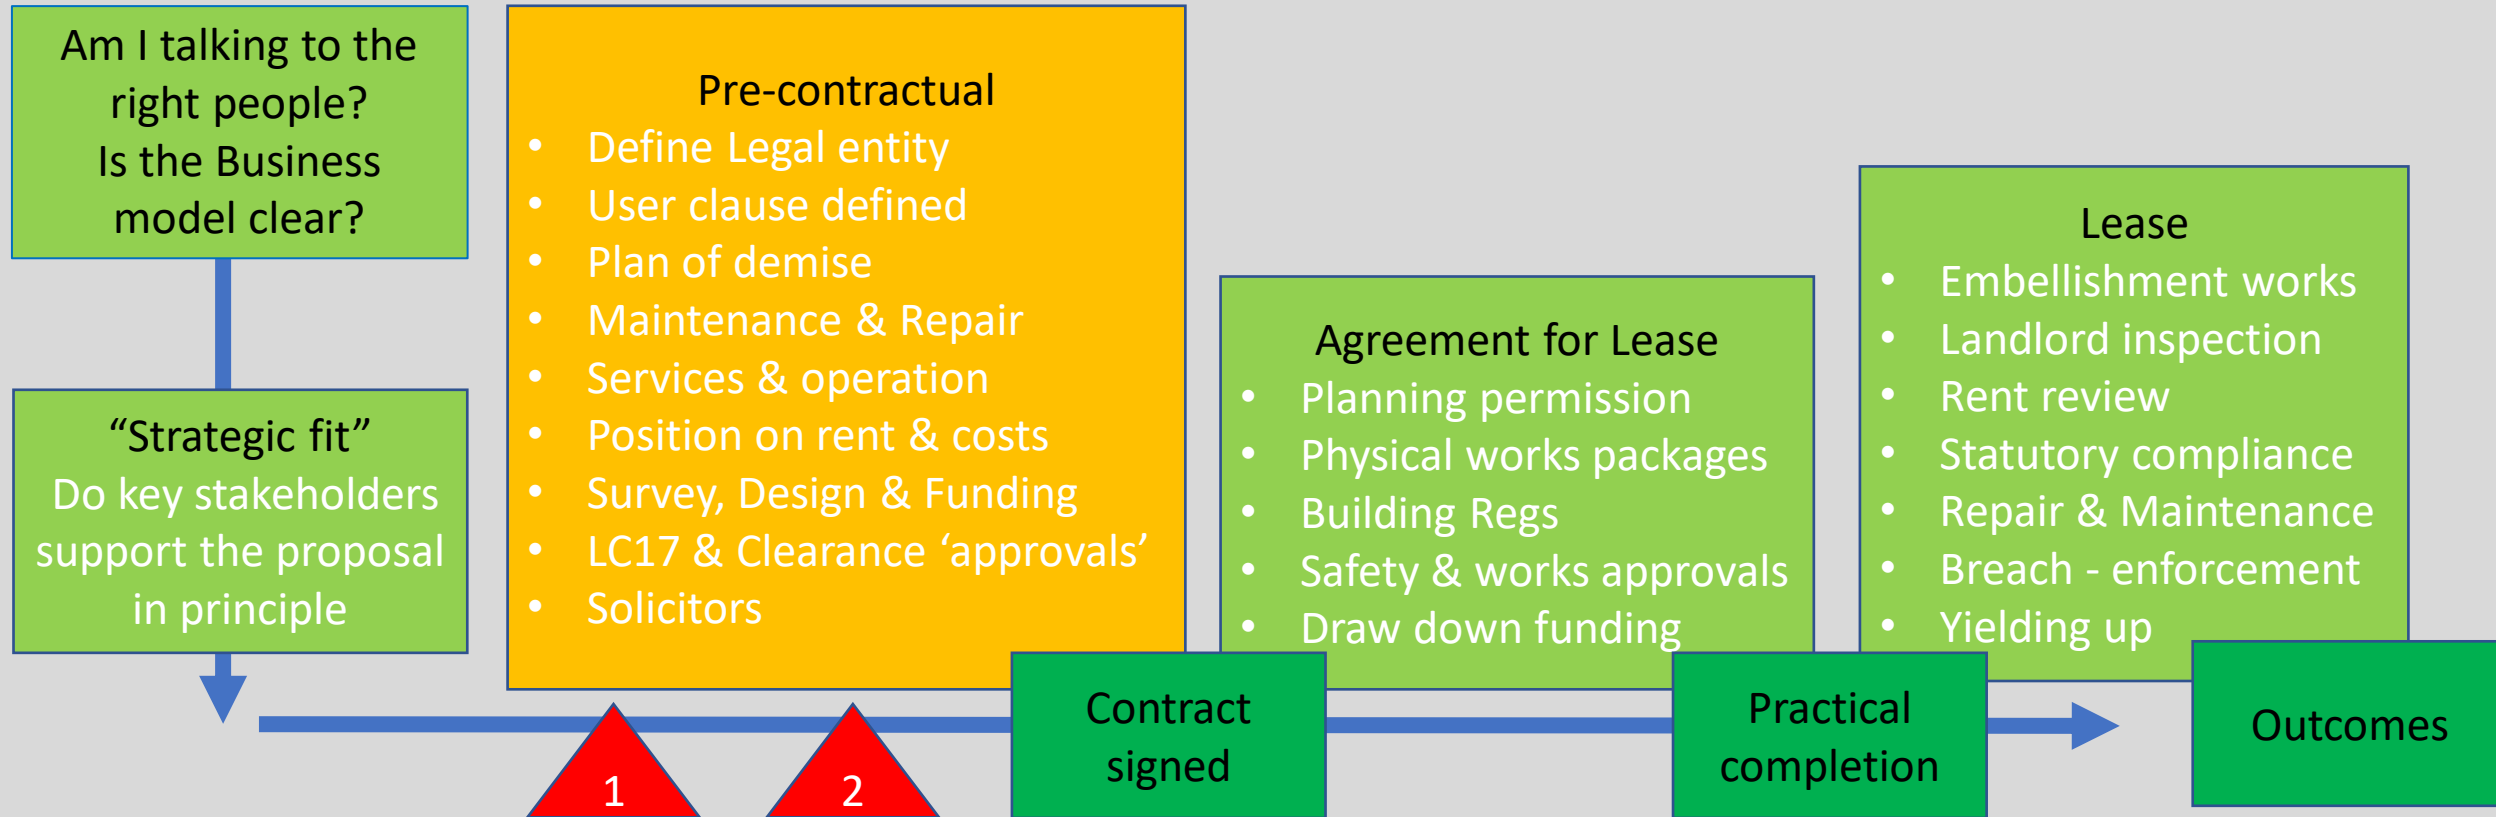 Am I talking to the
right people?
Is the Business
model clear?
“Strategic fit”
Do key stakeholders
support the proposal
in principle
Pre-contractual
• Define Legal entity
• User clause defined
• Plan of demise
• Maintenance & Repair
• Services & operation
• Position on rent & costs
• Survey, Design & Funding
• LC17 & Clearance ‘approvals’
• Solicitors
Agreement for Lease
• Planning permission
• Physical works packages
• Building Regs
• Safety & works approvals
• Draw down funding
Lease
• Embellishment works
• Landlord inspection
• Rent review
• Statutory compliance
• Repair & Maintenance
• Breach - enforcement
• Yielding up
1
2
Contract
signed
Practical
completion
Outcomes